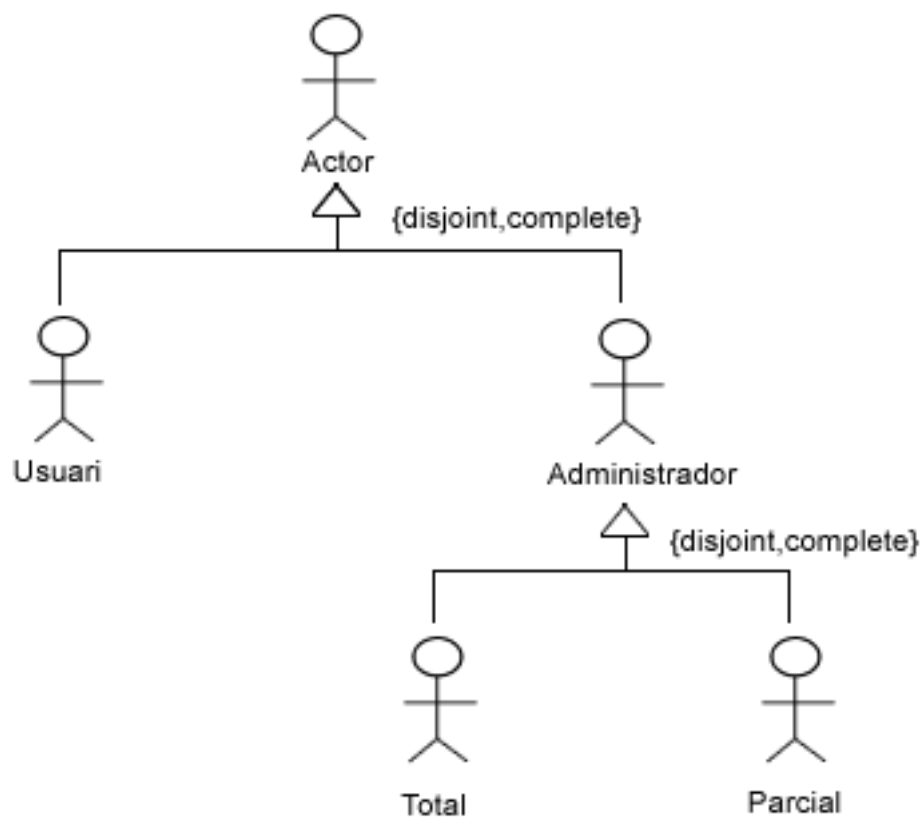 Actor
{disjoint,complete}
Usuari
Administrador
{disjoint,complete}
Total
Parcial